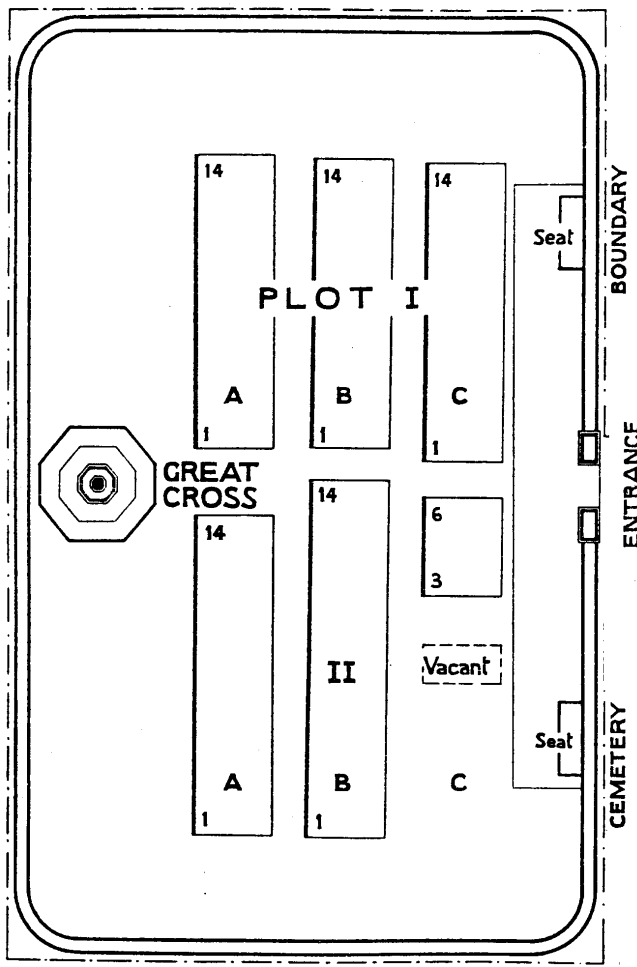 14
14
14
BOUNDARY
Seat
PLOT I
A
B
C
1
1
1
GREAT
CROSS
ENTRANCE
14
14
6
3
II
Vacant
Seat
CEMETERY
A
B
C
1
1